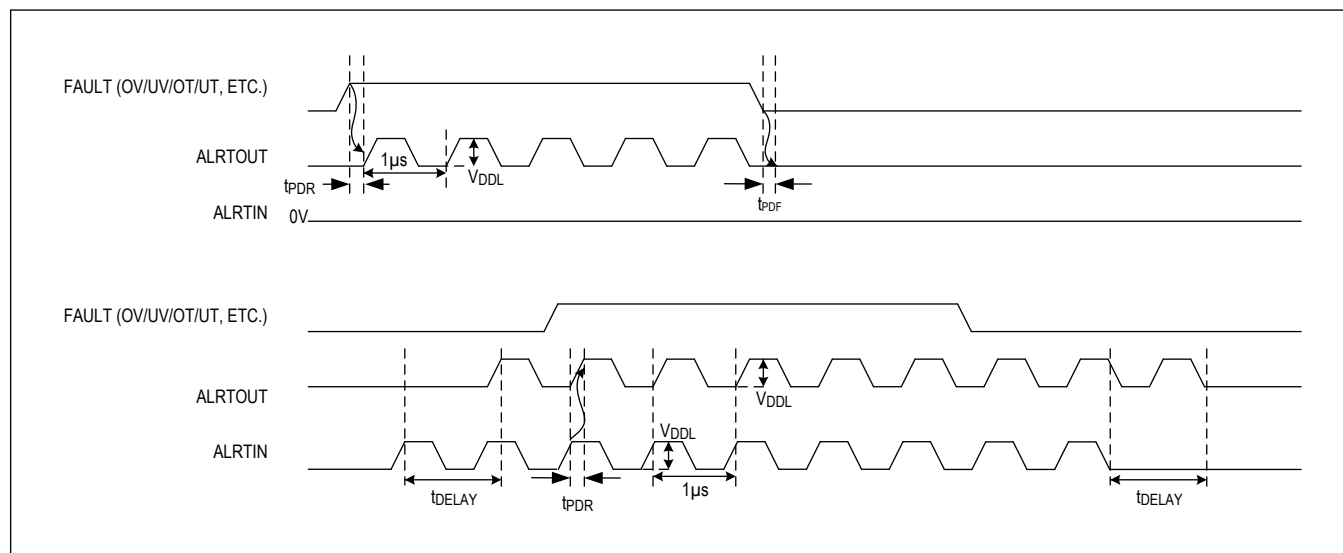 FAULT (OV/UV/OT/UT, ETC.)
ALRTOUT
1µs
VDDL
tPDR
tPDF
ALRTIN
0V
FAULT (OV/UV/OT/UT, ETC.)
ALRTOUT
VDDL
ALRTIN
VDDL
tDELAY
tPDR
1µs
tDELAY